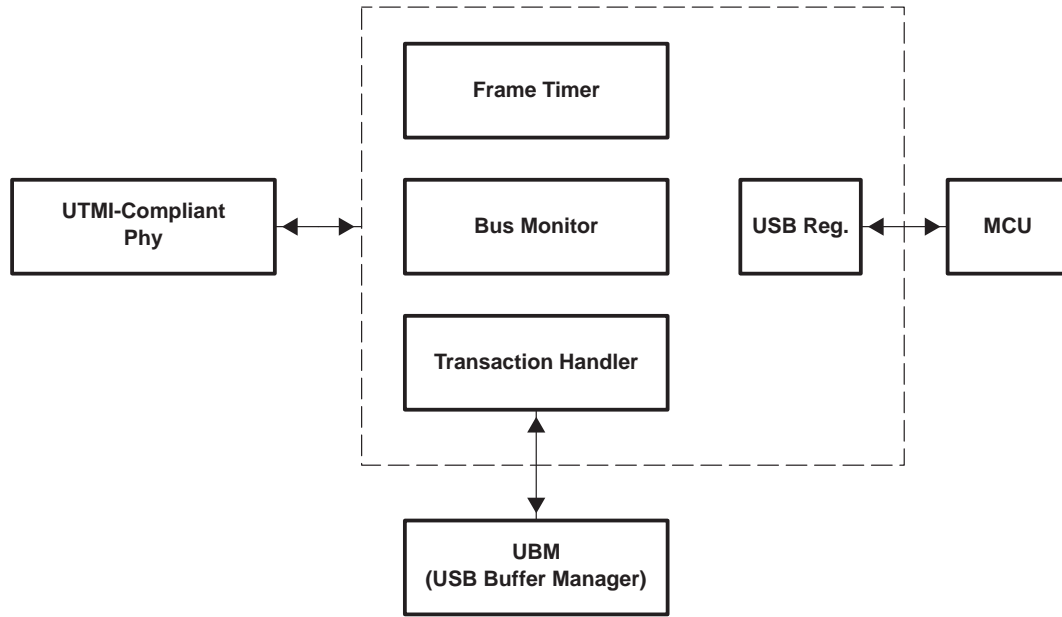 Frame Timer
UTMI-Compliant
Phy
Bus Monitor
USB Reg.
MCU
Transaction Handler
UBM
(USB Buffer Manager)